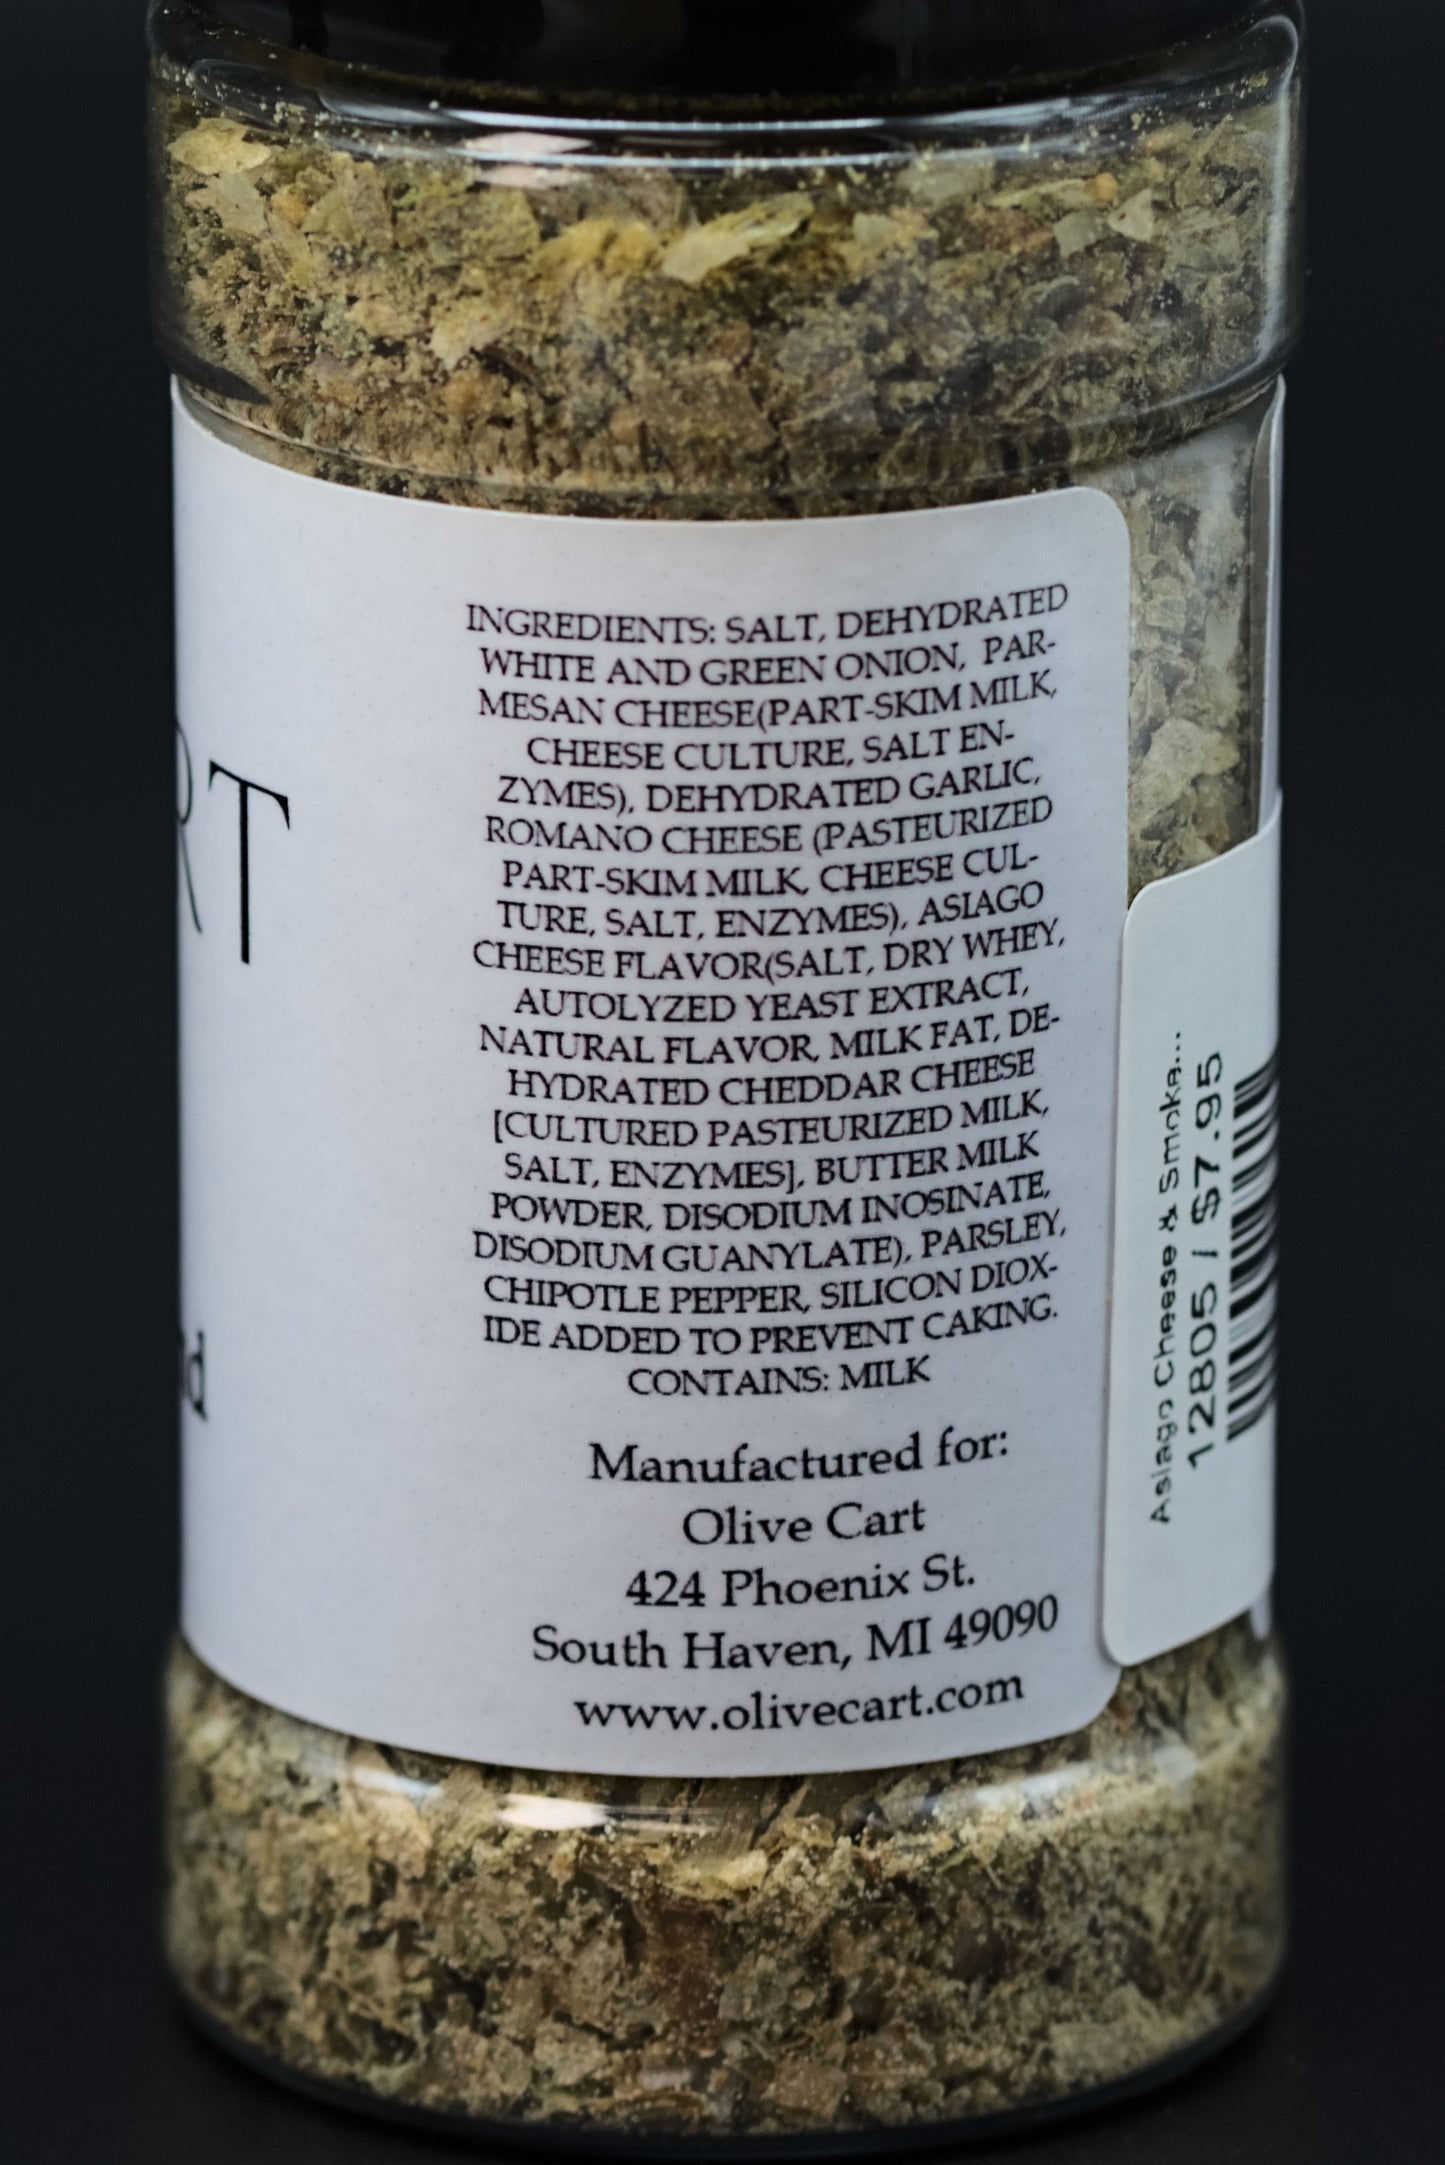 RT
d
INGREDIENTS: SALT, DEHYDRATED
WHITE AND GREEN ONION, PAR-
MESAN CHEESE(PART-SKIM MILK,
CHEESE CULTURE, SALT EN-
ZYMES), DEHYDRATED GARLIC,
ROMANO CHEESE (PASTEURIZED
PART-SKIM MILK, CHEESE CUL-
TURE, SALT, ENZYMES), ASIAGO
CHEESE FLAVOR(SALT, DRY WHEY,
AUTOLYZED YEAST EXTRACT,
NATURAL FLAVOR, MILK FAT, DE-
HYDRATED CHEDDAR CHEESE
[CULTURED PASTEURIZED MILK,
SALT, ENZYMES], BUTTER MILK
POWDER, DISODIUM INOSINATE,
DISODIUM GUANYLATE), PARSLEY,
CHIPOTLE PEPPER, SILICON DIOX-
IDE ADDED TO PREVENT CAKING.
CONTAINS: MILK
Manufactured for:
Olive Cart
424 Phoenix St.
South Haven, MI 49090
www.olivecart.com
Asiago Cheese & Smoke...
12805 / $7.95